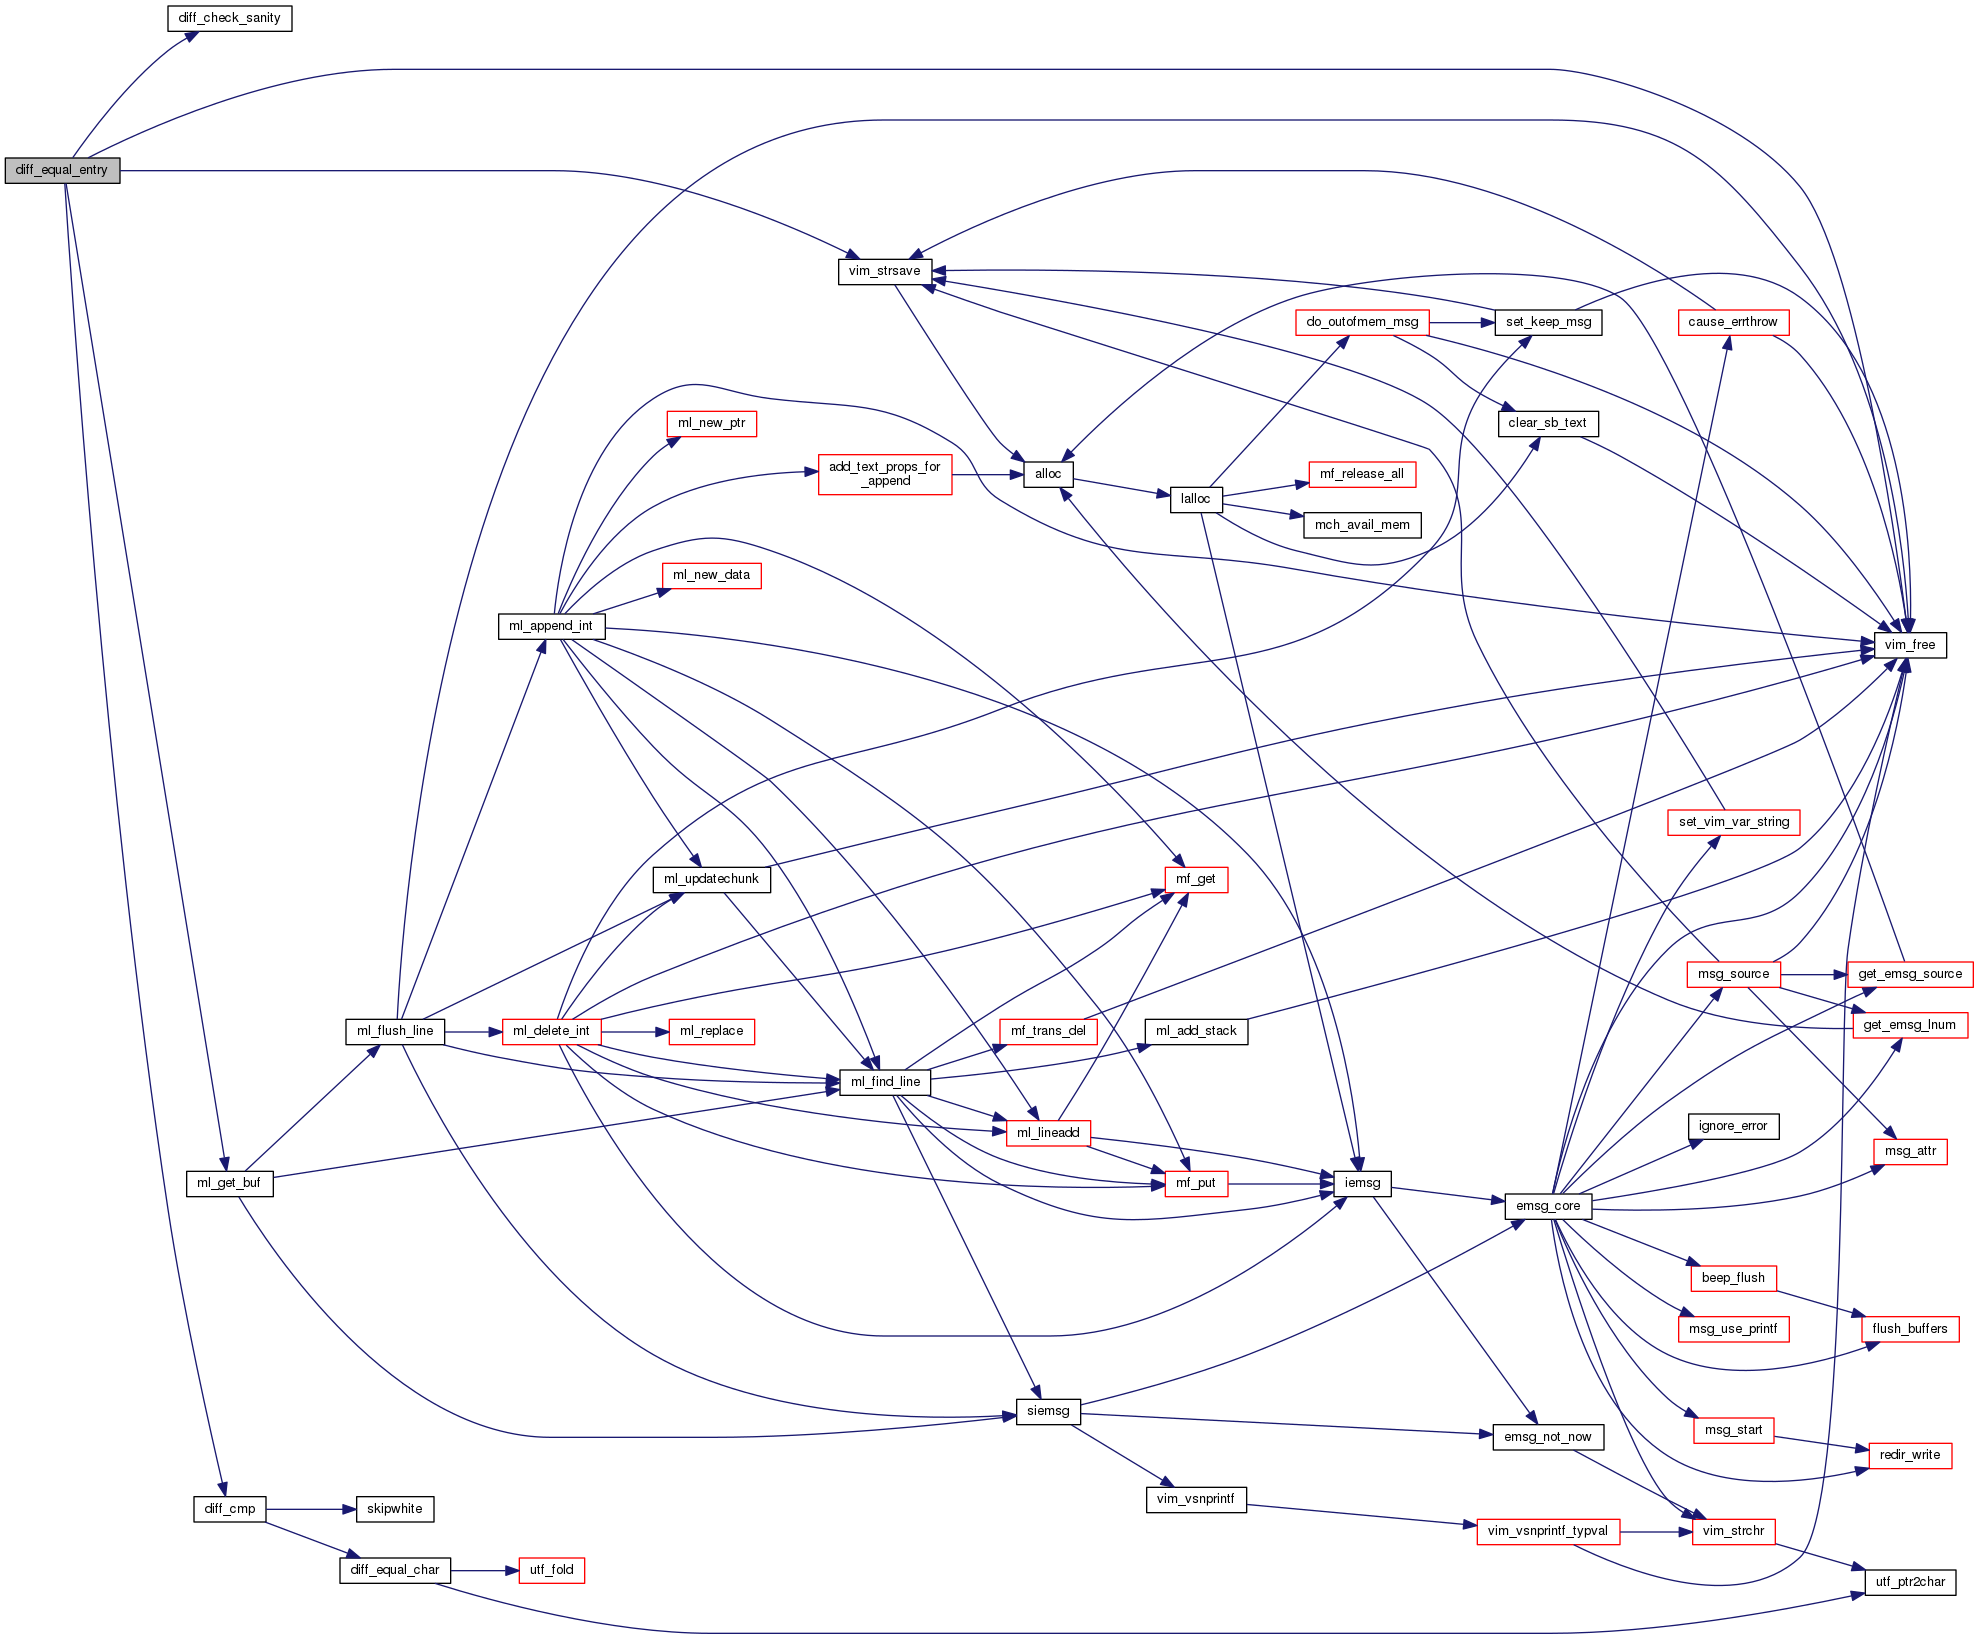 diff_check_sanity
diff_equal_entry
vim_strsave
do_outofmem_msg
set_keep_msg
cause_errthrow
ml_new_ptr
clear_sb_text
add_text_props_for
_append
alloc
mf_release_all
lalloc
mch_avail_mem
ml_new_data
ml_append_int
vim_free
set_vim_var_string
ml_updatechunk
mf_get
msg_source
get_emsg_source
ml_flush_line
ml_delete_int
ml_replace
mf_trans_del
ml_add_stack
get_emsg_lnum
ml_find_line
ml_lineadd
ignore_error
msg_attr
ml_get_buf
mf_put
iemsg
emsg_core
beep_flush
msg_use_printf
flush_buffers
siemsg
emsg_not_now
msg_start
redir_write
diff_cmp
skipwhite
vim_vsnprintf
vim_vsnprintf_typval
vim_strchr
diff_equal_char
utf_fold
utf_ptr2char